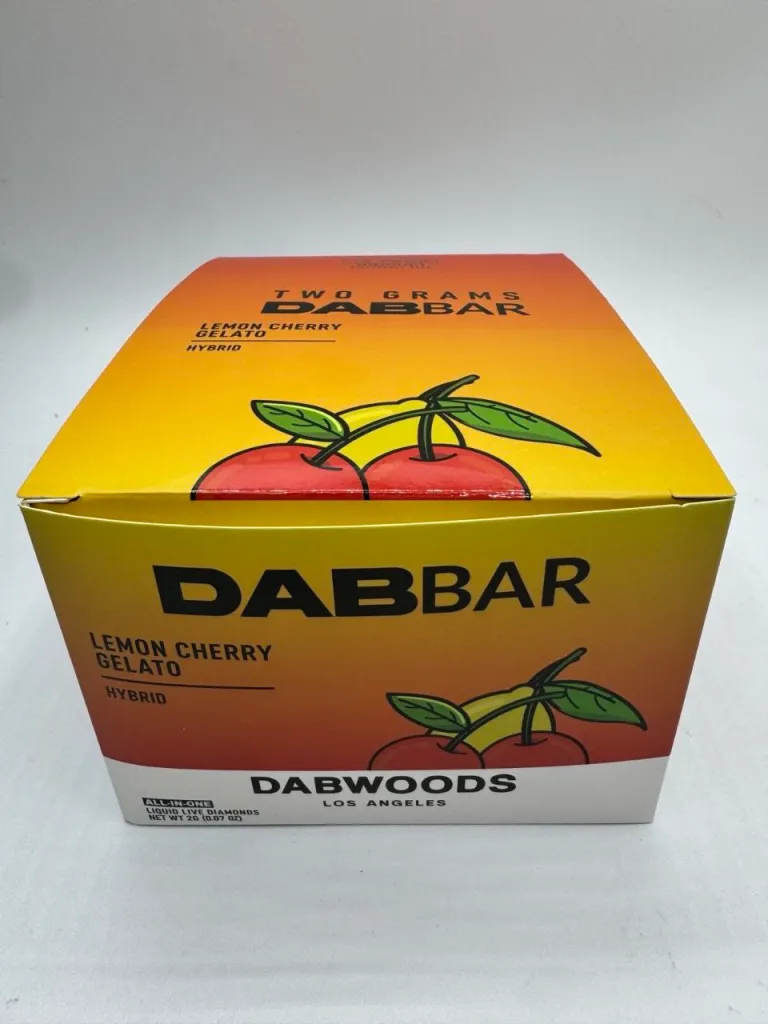 TWO GRAMS
DABBAR
LEMON CHERRY
GELATO
HYBRID
DABBAR
LEMON CHERRY
GELATO
HYBRID
DABWOODS
LOS ANGELES
ALL-IN-ONE
LIQUID LIVE DIAMONDS
NET WT 2G (0.07 OZ)